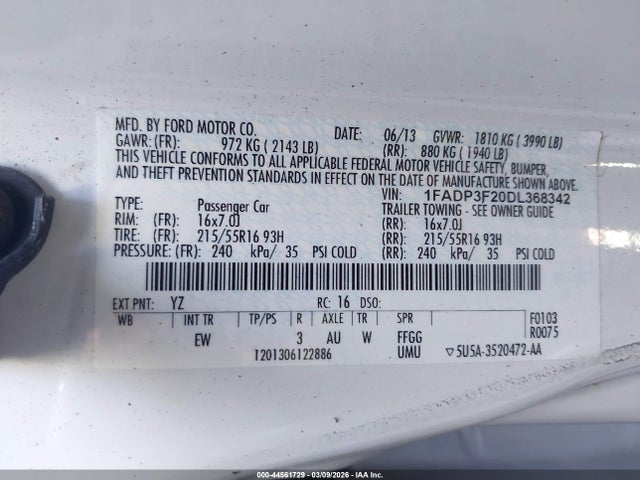 MFD. BY FORD MOTOR CO. DATE: 06/13 GVWR: 1810 KG ( 3990 LB)
GAWR: (FR): 972 KG ( 2143 LB) (RR): 880 KG ( 1940 LB)
THIS VEHICLE CONFORMS TO ALL APPLICABLE FEDERAL MOTOR VEHICLE SAFETY, BUMPER,
AND THEFT PREVENTION STANDARDS IN EFFECT ON THE DATE OF MANUFACTURE SHOWN ABOVE.
VIN: 1FADP3F20DL368342
TYPE: Passenger Car TRAILER TOWING - SEE OWNER GUIDE
RIM: (FR): 16x7.0J (RR): 16x7.0J
TIRE: (FR): 215/55R16 93H (RR): 215/55R16 93H
PRESSURE: (FR): 240 kPa/ 35 PSI COLD (RR): 240 kPa/ 35 PSI COLD
EXT PNT: YZ RC: 16 DSO:
WB INT TR TP/PS R AXLE TR SPR F0103
EW 3 AU W FFGG R0075
1201306122886 UMU ▽5U5A-3520472-AA
000-44561729 - 03/09/2026 - IAA Inc.